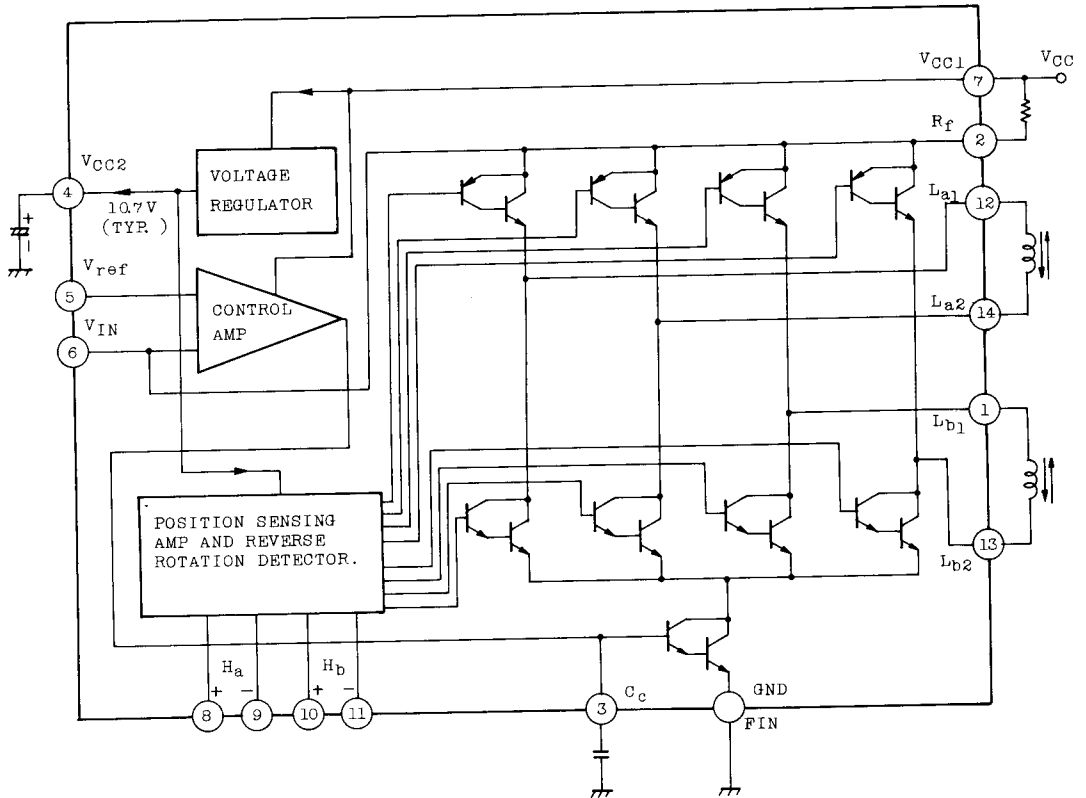 VCC1
VCC
7
Rf
2
VCC2
4
10.7V
(TYP.)
VOLTAGE
REGULATOR
La1
12
Vref
5
CONTROL
AMP
VIN
6
La2
14
1
Lb1
POSITION SENSING
AMP AND REVERSE
ROTATION DETECTOR.
13
Lb2
Ha
Hb
+
−
+
−
8
9
10
11
Cc
3
GND
FIN
+
−